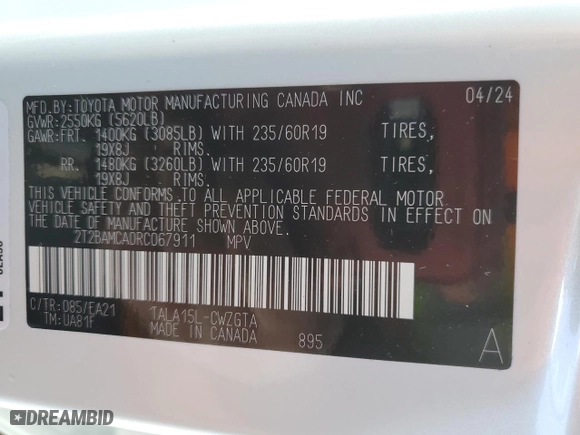 MFD.BY:TOYOTA MOTOR MANUFACTURING CANADA INC 04/24
GVWR:2550KG (5620LB)
GAWR:FRT. 1400KG (3085LB) WITH 235/60R19 TIRES,
19X8J RIMS.
RR. 1480KG (3260LB) WITH 235/60R19 TIRES,
19X8J RIMS.
THIS VEHICLE CONFORMS TO ALL APPLICABLE FEDERAL MOTOR
VEHICLE SAFETY AND THEFT PREVENTION STANDARDS IN EFFECT ON
THE DATE OF MANUFACTURE SHOWN ABOVE.
2T2BAMCA0RC067911 MPV
C/TR:085/EA21 TALA15L-CWZGTA
TM:UA81F MADE IN CANADA 895 A
DREAMBID